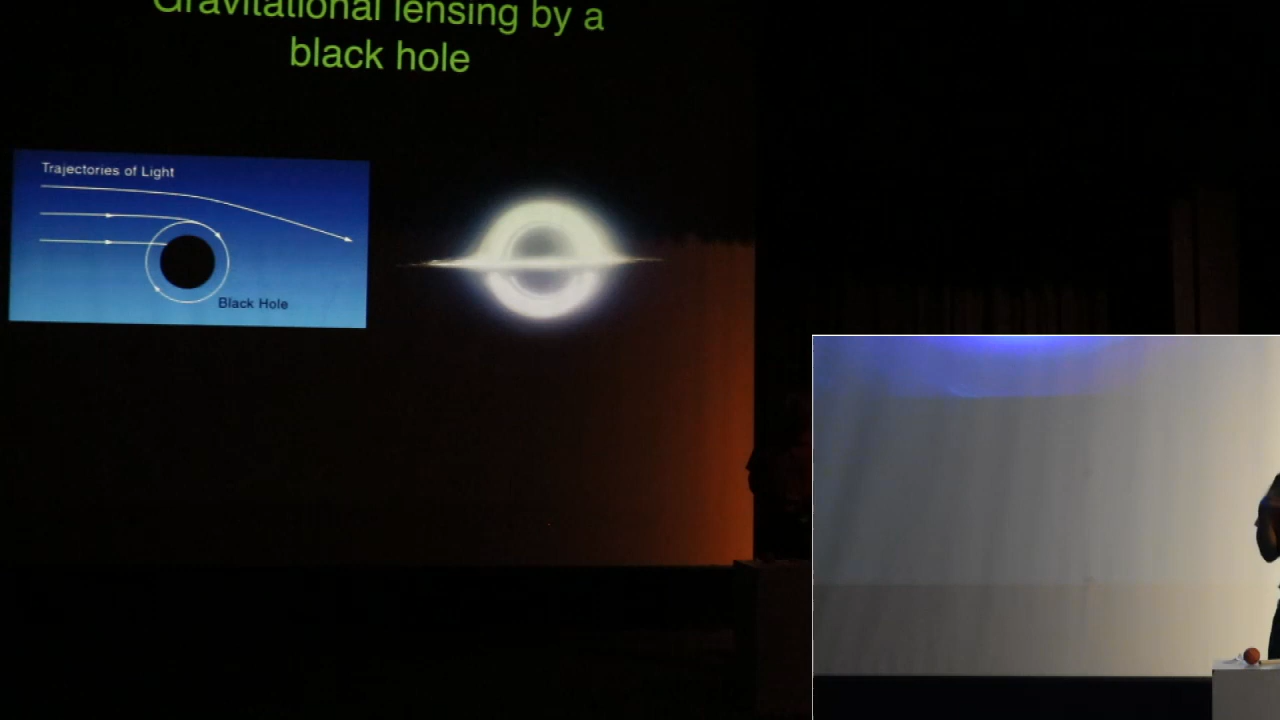 Gravitational lensing by a
black hole
Trajectories of Light
Black Hole